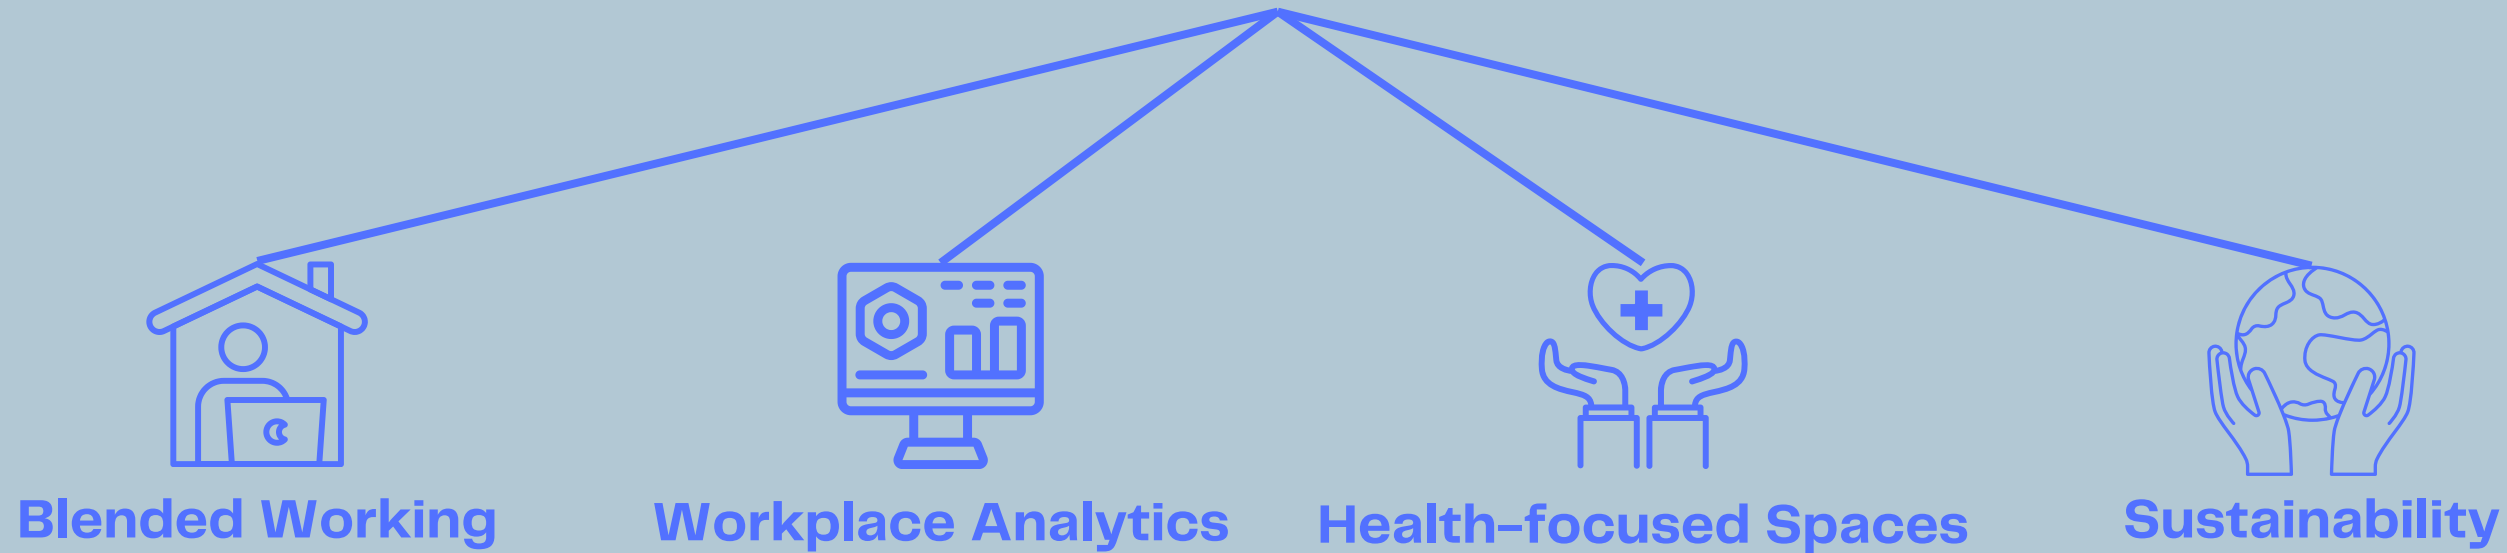 Blended Working
Workplace Analytics
Health-focused Spaces
Sustainability